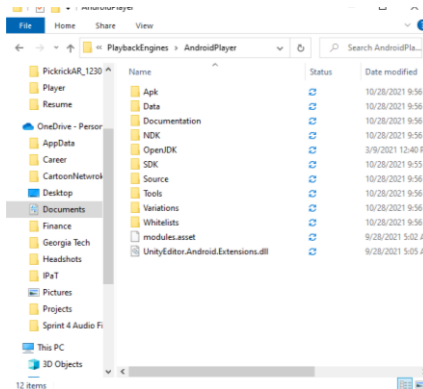 AndroidPlayer
File Home Share View
« PlaybackEngines > AndroidPlayer Search AndroidPla...
Name Status Date modified
PickrickAR_1230
Player
Resume
OneDrive - Person
AppData
Career
CartoonNetwork
Desktop
Documents
Finance
Georgia Tech
Headshots
IPaT
Pictures
Projects
Sprint 4 Audio Fi
This PC
3D Objects
Apk 10/28/2021 9:56
Data 10/28/2021 9:56
Documentation 10/28/2021 9:56
NDK 10/28/2021 9:56
OpenJDK 3/9/2021 12:40 P
SDK 10/28/2021 9:55
Source 10/28/2021 9:56
Tools 10/28/2021 9:56
Variations 10/28/2021 9:56
Whitelists 10/28/2021 9:56
modules.asset 9/28/2021 5:02 A
UnityEditor.Android.Extensions.dll 9/28/2021 5:05 A
12 items